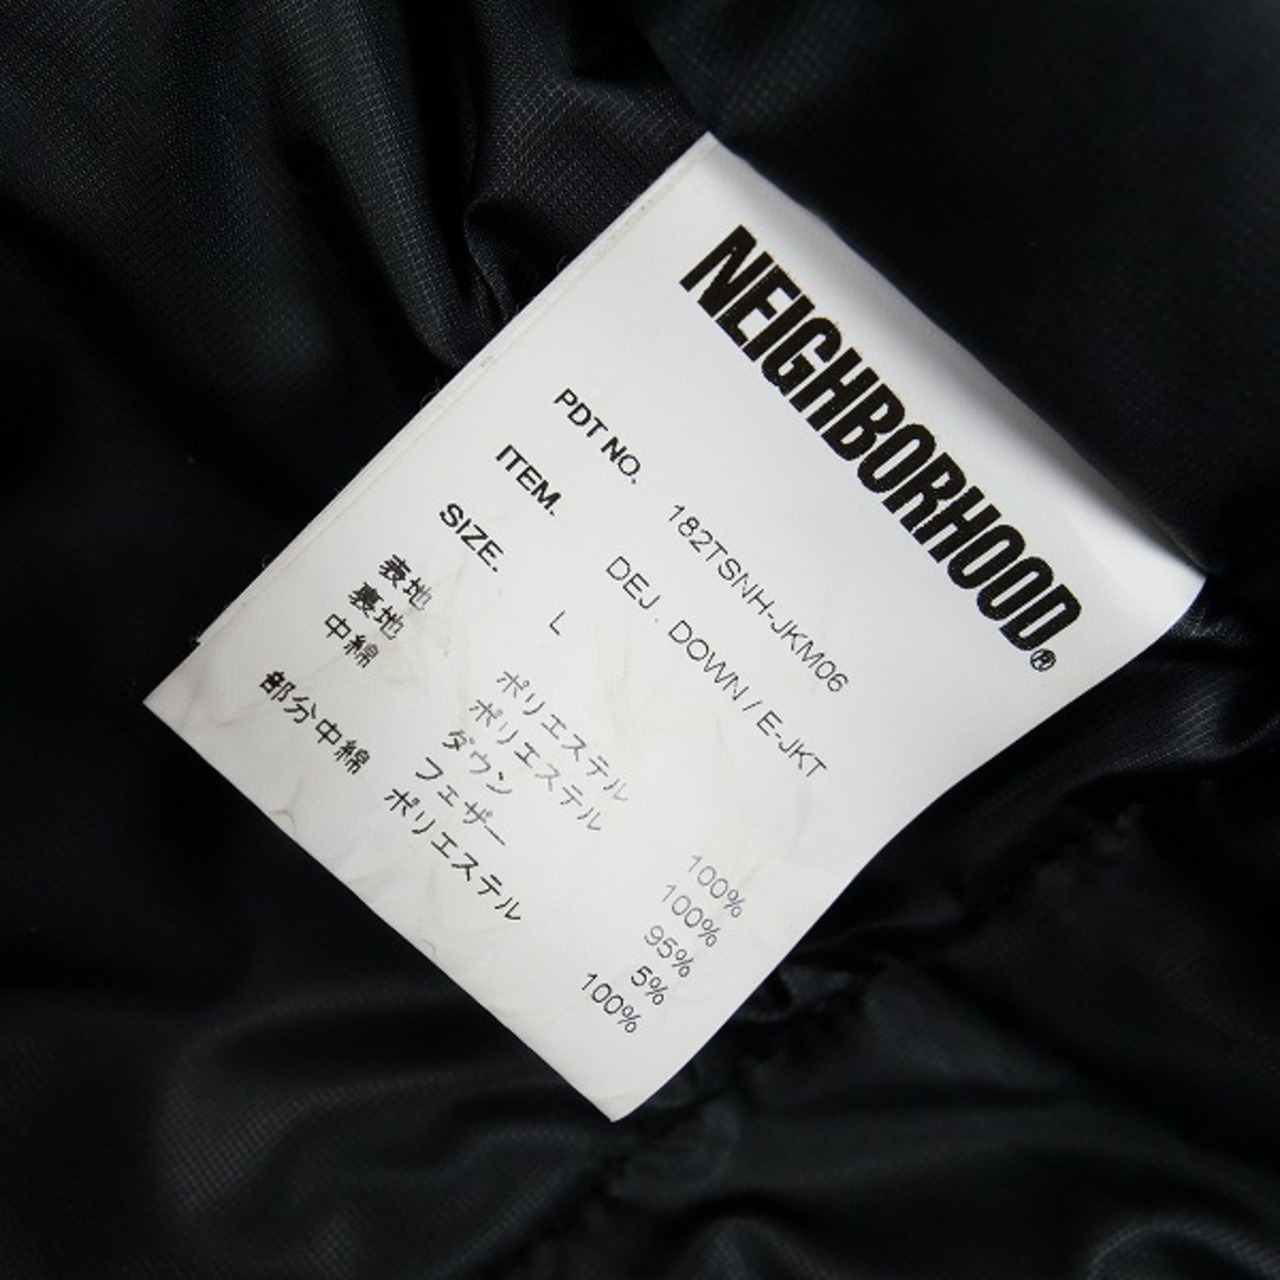 NEIGHBORHOOD®
PDT NO. 182TSNH-JKM06
ITEM. DEJ . DOWN / E-JKT
SIZE. L
表地 ポリエステル 100%
裏地 ポリエステル 100%
中綿 ダウン 95%
フェザー 5%
部分中綿 ポリエステル 100%